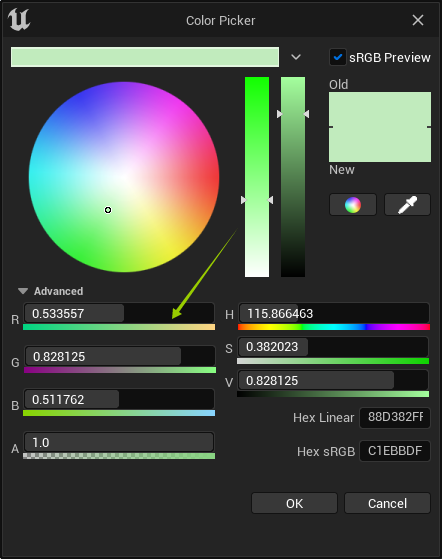 Color Picker
sRGB Preview
Old
New
Advanced
R 0.533557
H 115.866463
G 0.828125
S 0.382023
B 0.511762
V 0.828125
Hex Linear 88D382FF
A 1.0
Hex sRGB C1EBBDF
OK
Cancel